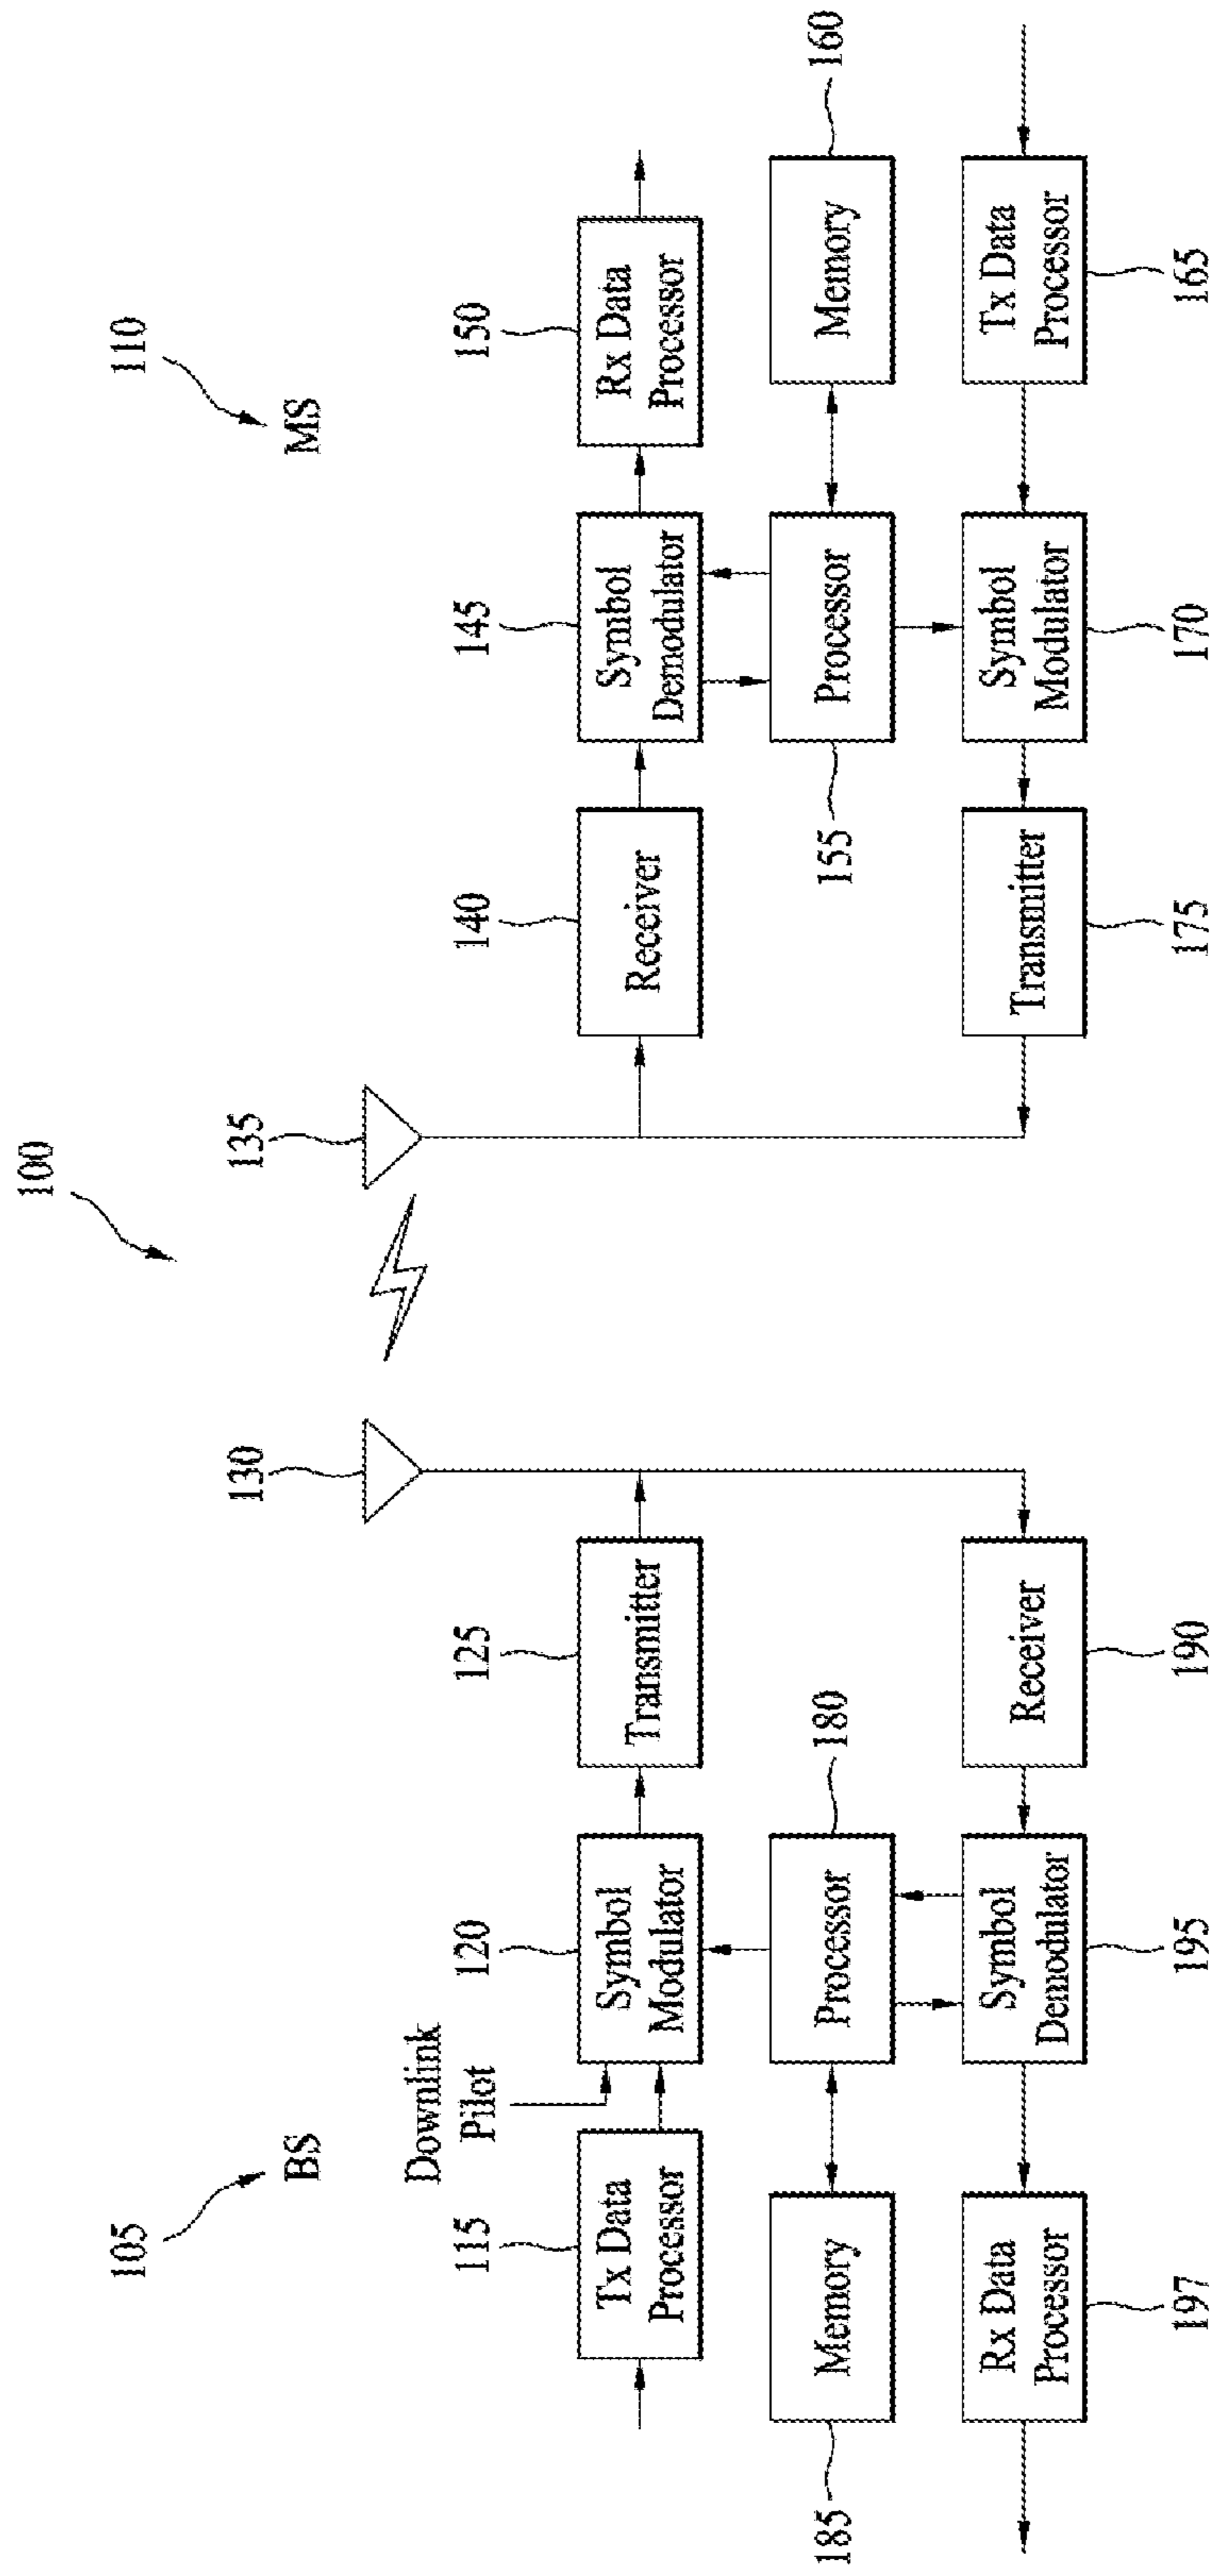 100
105
BS
110
MS
130
135
Downlink
Pilot
115
120
125
140
145
150
Tx Data
Processor
Symbol
Modulator
Transmitter
Receiver
Symbol
Demodulator
Rx Data
Processor
180
160
Memory
Processor
Processor
Memory
185
155
Rx Data
Processor
Symbol
Demodulator
Receiver
Transmitter
Symbol
Modulator
Tx Data
Processor
197
195
190
175
170
165